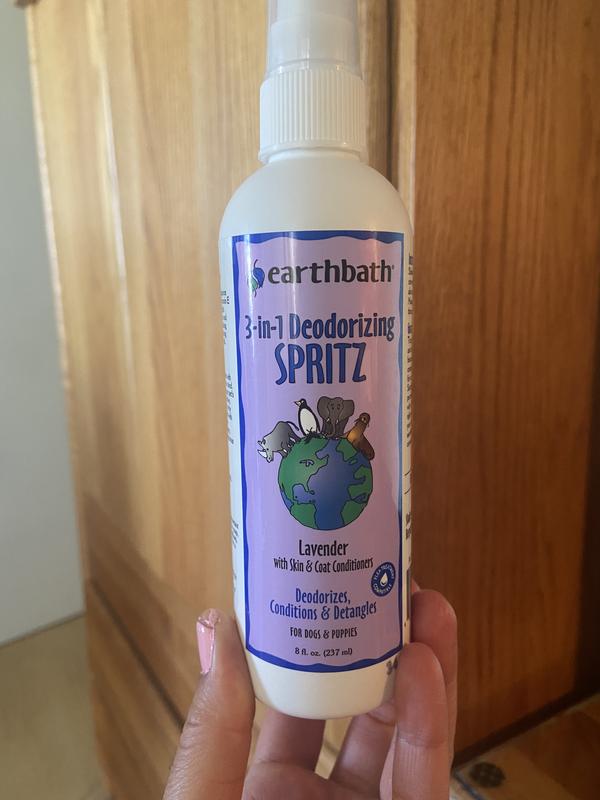 earthbath®
3-in-1 Deodorizing
SPRITZ
Lavender
with Skin & Coat Conditioners
Deodorizes,
Conditions & Detangles
FOR DOGS & PUPPIES
8 fl. oz. (237 ml)